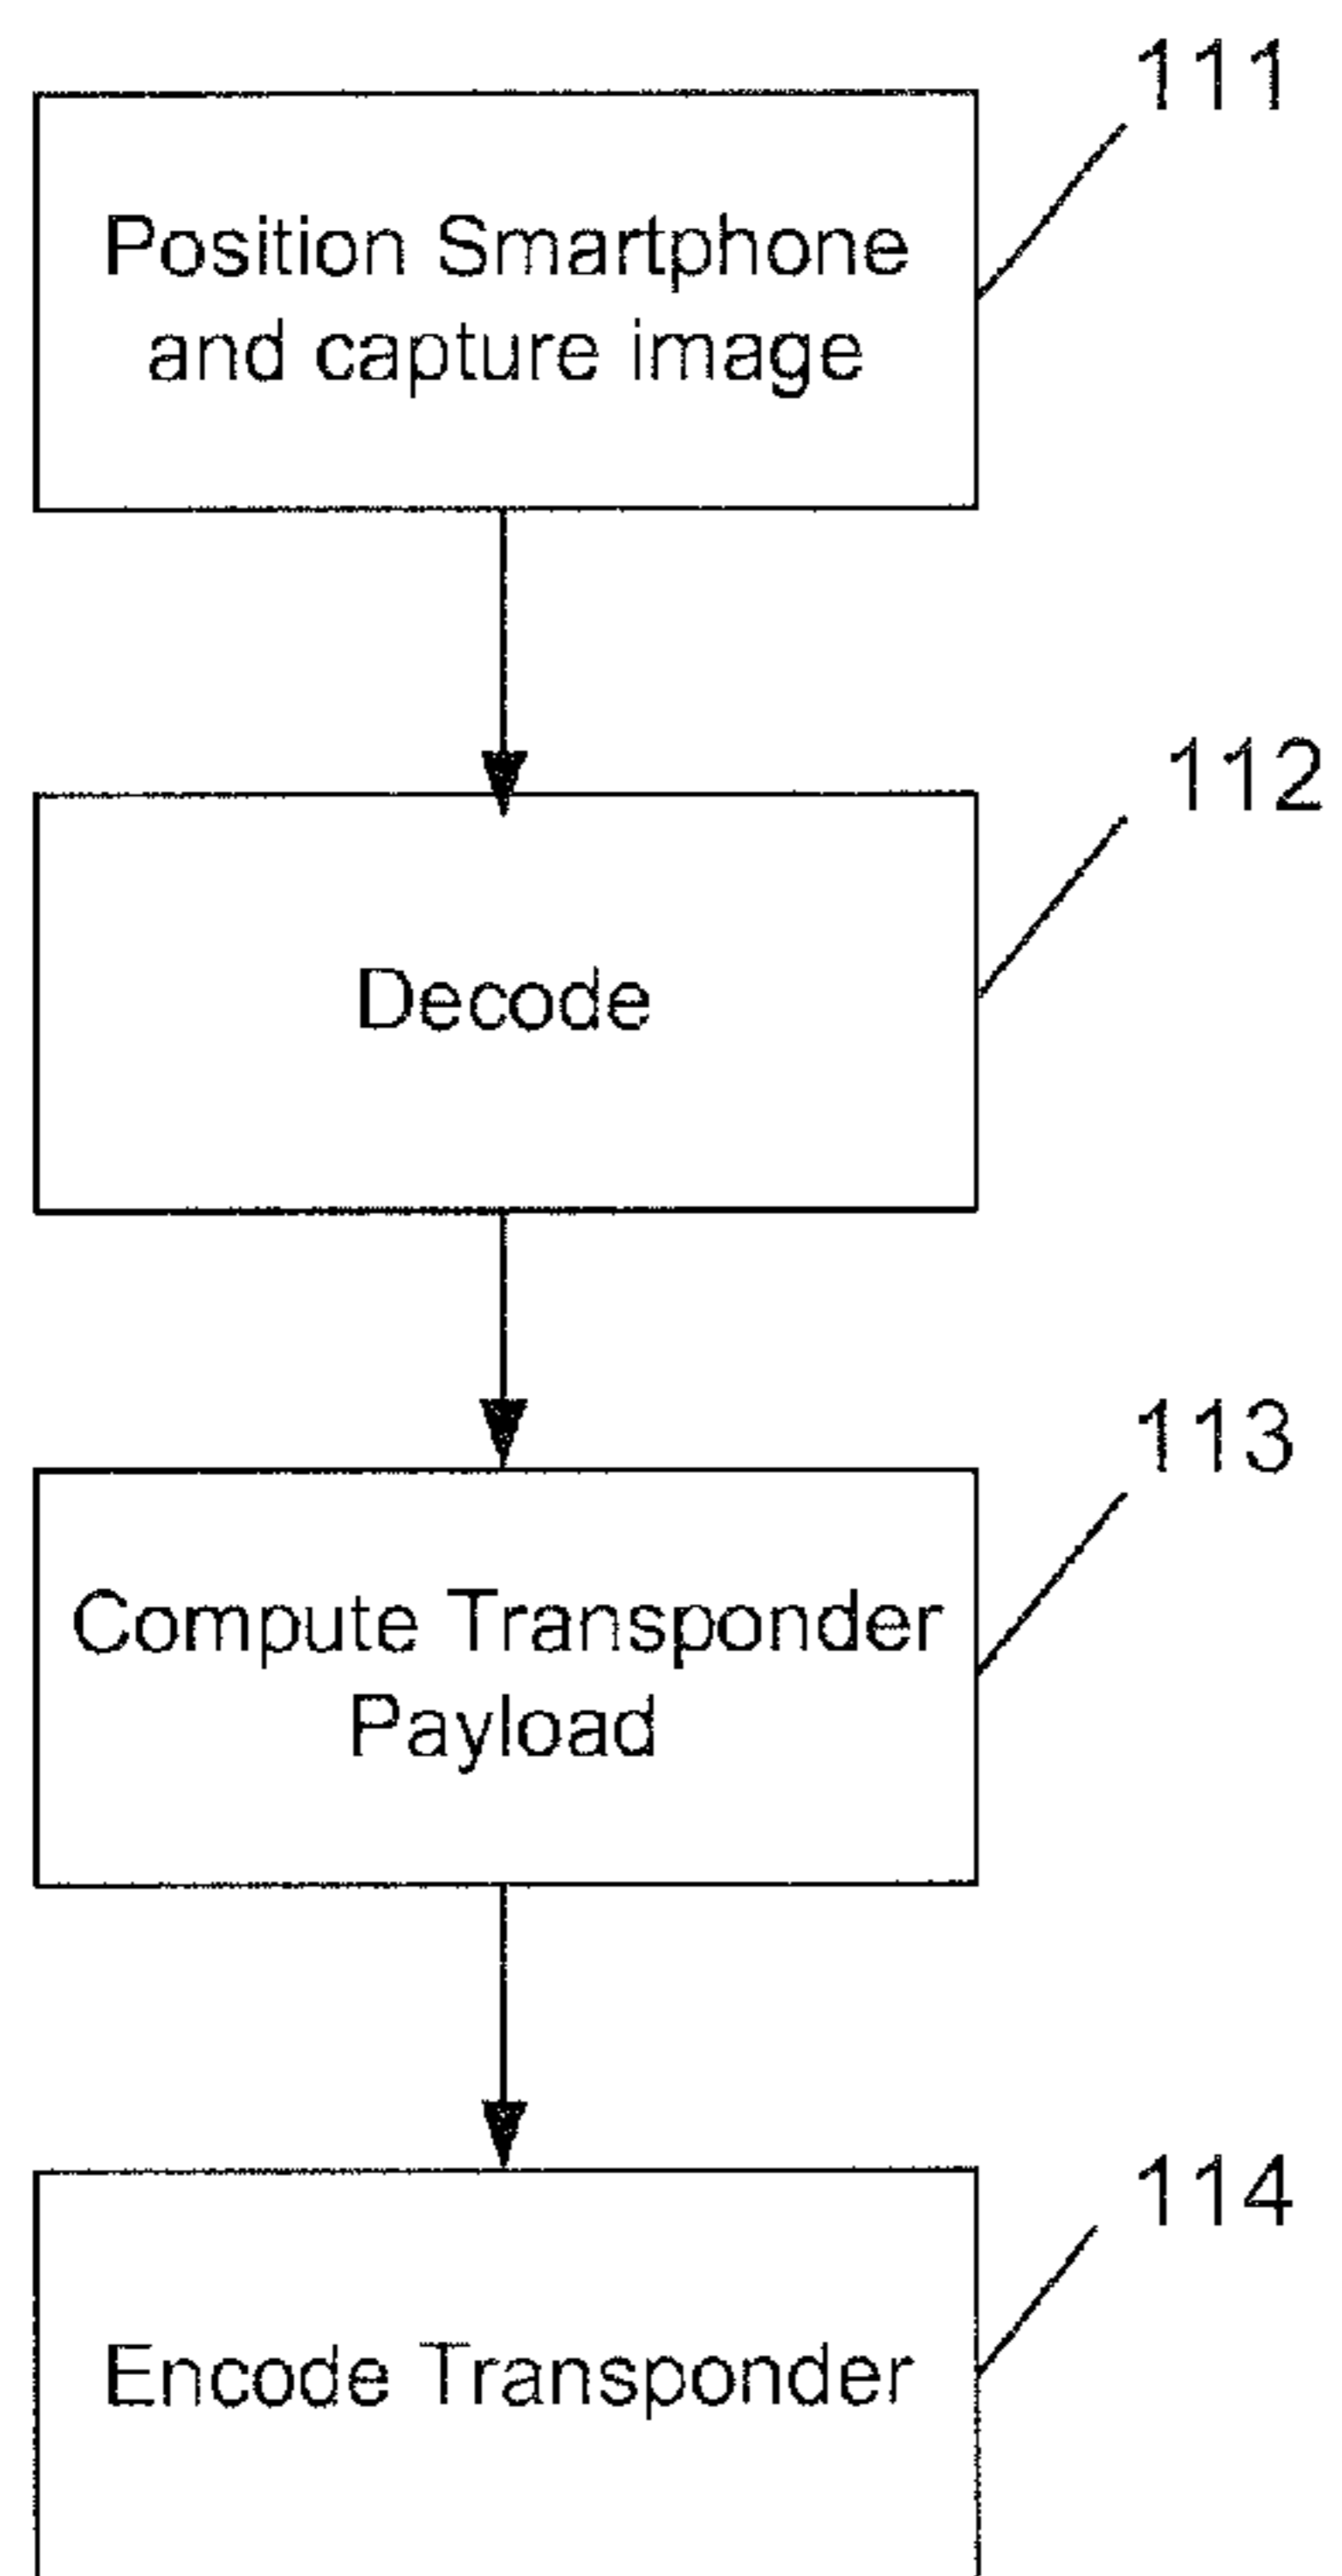 111
Position Smartphone
and capture image
112
Decode
113
Compute Transponder
Payload
114
Encode Transponder